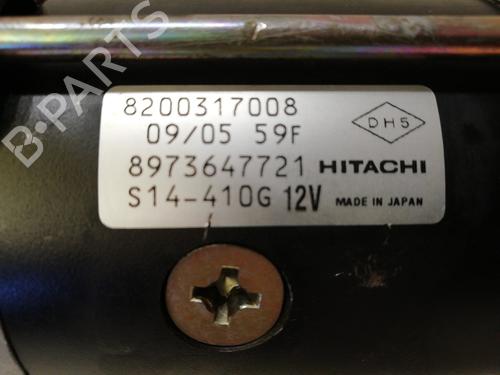 8200317008
09/05 59F
DH5
8973647721 HITACHI
S14-410G 12V MADE IN JAPAN
B-PARTS